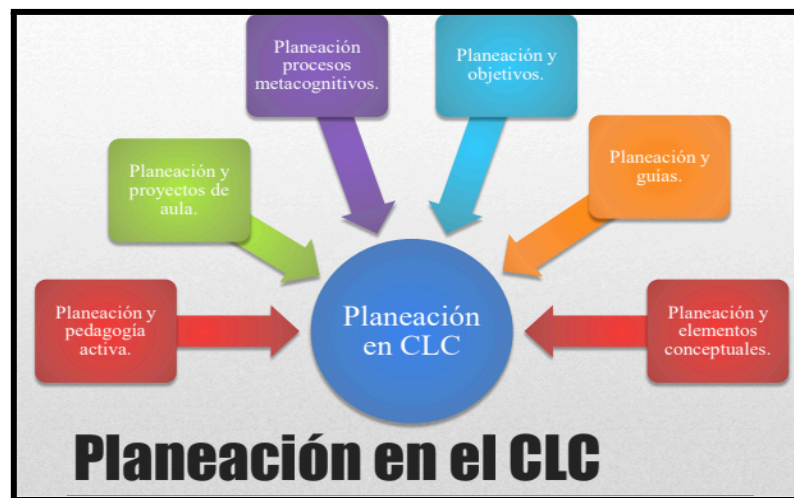 Planeación
procesos
metacognitivos.
Planeación y
objetivos.
Planeación y
proyectos de
aula.
Planeación y
guías.
Planeación y
pedagogía
activa.
Planeación
en CLC
Planeación y
elementos
conceptuales.
Planeación en el CLC